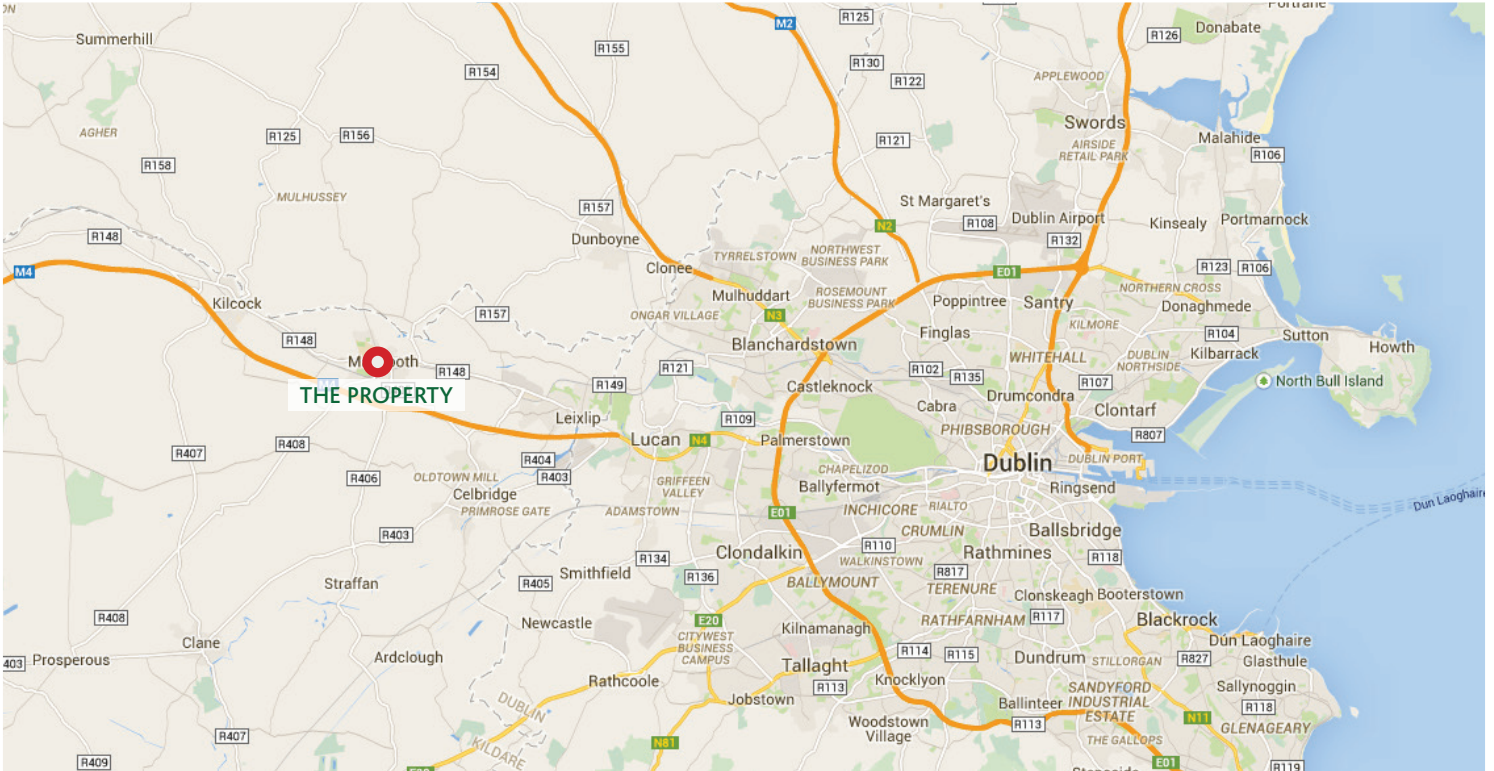 ON
Summerhill
R155
R154
M2
R125
Portrane
Donabate
R126
R130
R122
APPLEWOOD
AGHER
R125
R156
R158
R121
Swords
AIRSIDE
RETAIL PARK
Malahide
R106
MULHUSSEY
R157
St Margaret's
R108
Dublin Airport
Kinsealy
Portmarnock
R148
Dunboyne
N2
R132
M4
Clonee
TYRRELSTOWN
NORTHWEST
BUSINESS PARK
E01
R123
R106
Kilcock
Mulhuddart
ROSEMOUNT
BUSINESS PARK
Poppintree
Santry
NORTHERN CROSS
Donaghmede
R157
ONGAR VILLAGE
N3
Finglas
KILMORE
R104
Sutton
R148
Blanchardstown
WHITEHALL
DUBLIN
NORTHSIDE
Kilbarrack
Howth
R148
R149
R121
R102
R135
R107
North Bull Island
THE PROPERTY
Castleknock
Drumcondra
Cabra
Clontarf
Leixlip
R109
PHIBSBOROUGH
R807
R408
Lucan
N4
Palmerstown
R407
R404
CHAPELIZOD
Dublin
DUBLIN PORT
R406
OLDTOWN MILL
R403
GRIFFEEN
VALLEY
Ballyfermot
Ringsend
Celbridge
PRIMROSE GATE
ADAMSTOWN
E01
INCHICORE
RIALTO
Dun Laoghaire
R403
CRUMLIN
Ballsbridge
Clondalkin
R110
Rathmines
R118
R134
WALKINSTOWN
Straffan
R405
Smithfield
R136
BALLYMOUNT
R817
TERENURE
Clonskeagh
Booterstown
R408
Newcastle
E20
Kilnamanagh
RATHFARNHAM
R117
Blackrock
Clane
CITYWEST
BUSINESS
CAMPUS
Dún Laoghaire
403
Prosperous
Ardclough
Tallaght
R114
R115
Dundrum
STILLORGAN
R827
Glasthule
Rathcoole
R113
Knocklyon
Sallynoggin
DUBLIN
Jobstown
Ballinteer
SANDYFORD
INDUSTRIAL
ESTATE
R118
R407
Woodstown
Village
R113
N11
GLENAGEARY
KILDARE
N81
THE GALLOPS
R409
E01
R119